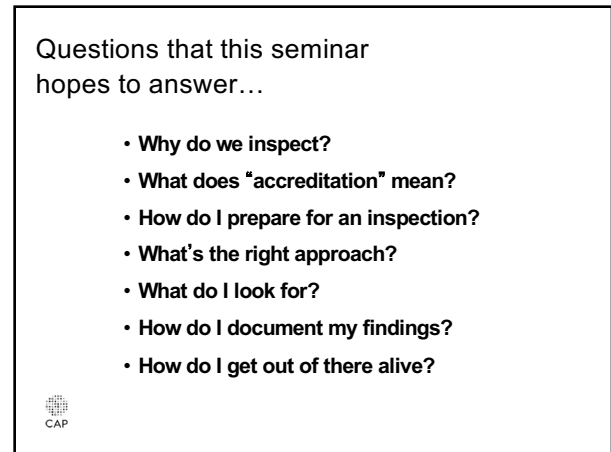 Questions that this seminar
hopes to answer…
• Why do we inspect?
• What does “accreditation” mean?
• How do I prepare for an inspection?
• What’s the right approach?
• What do I look for?
• How do I document my findings?
• How do I get out of there alive?
CAP